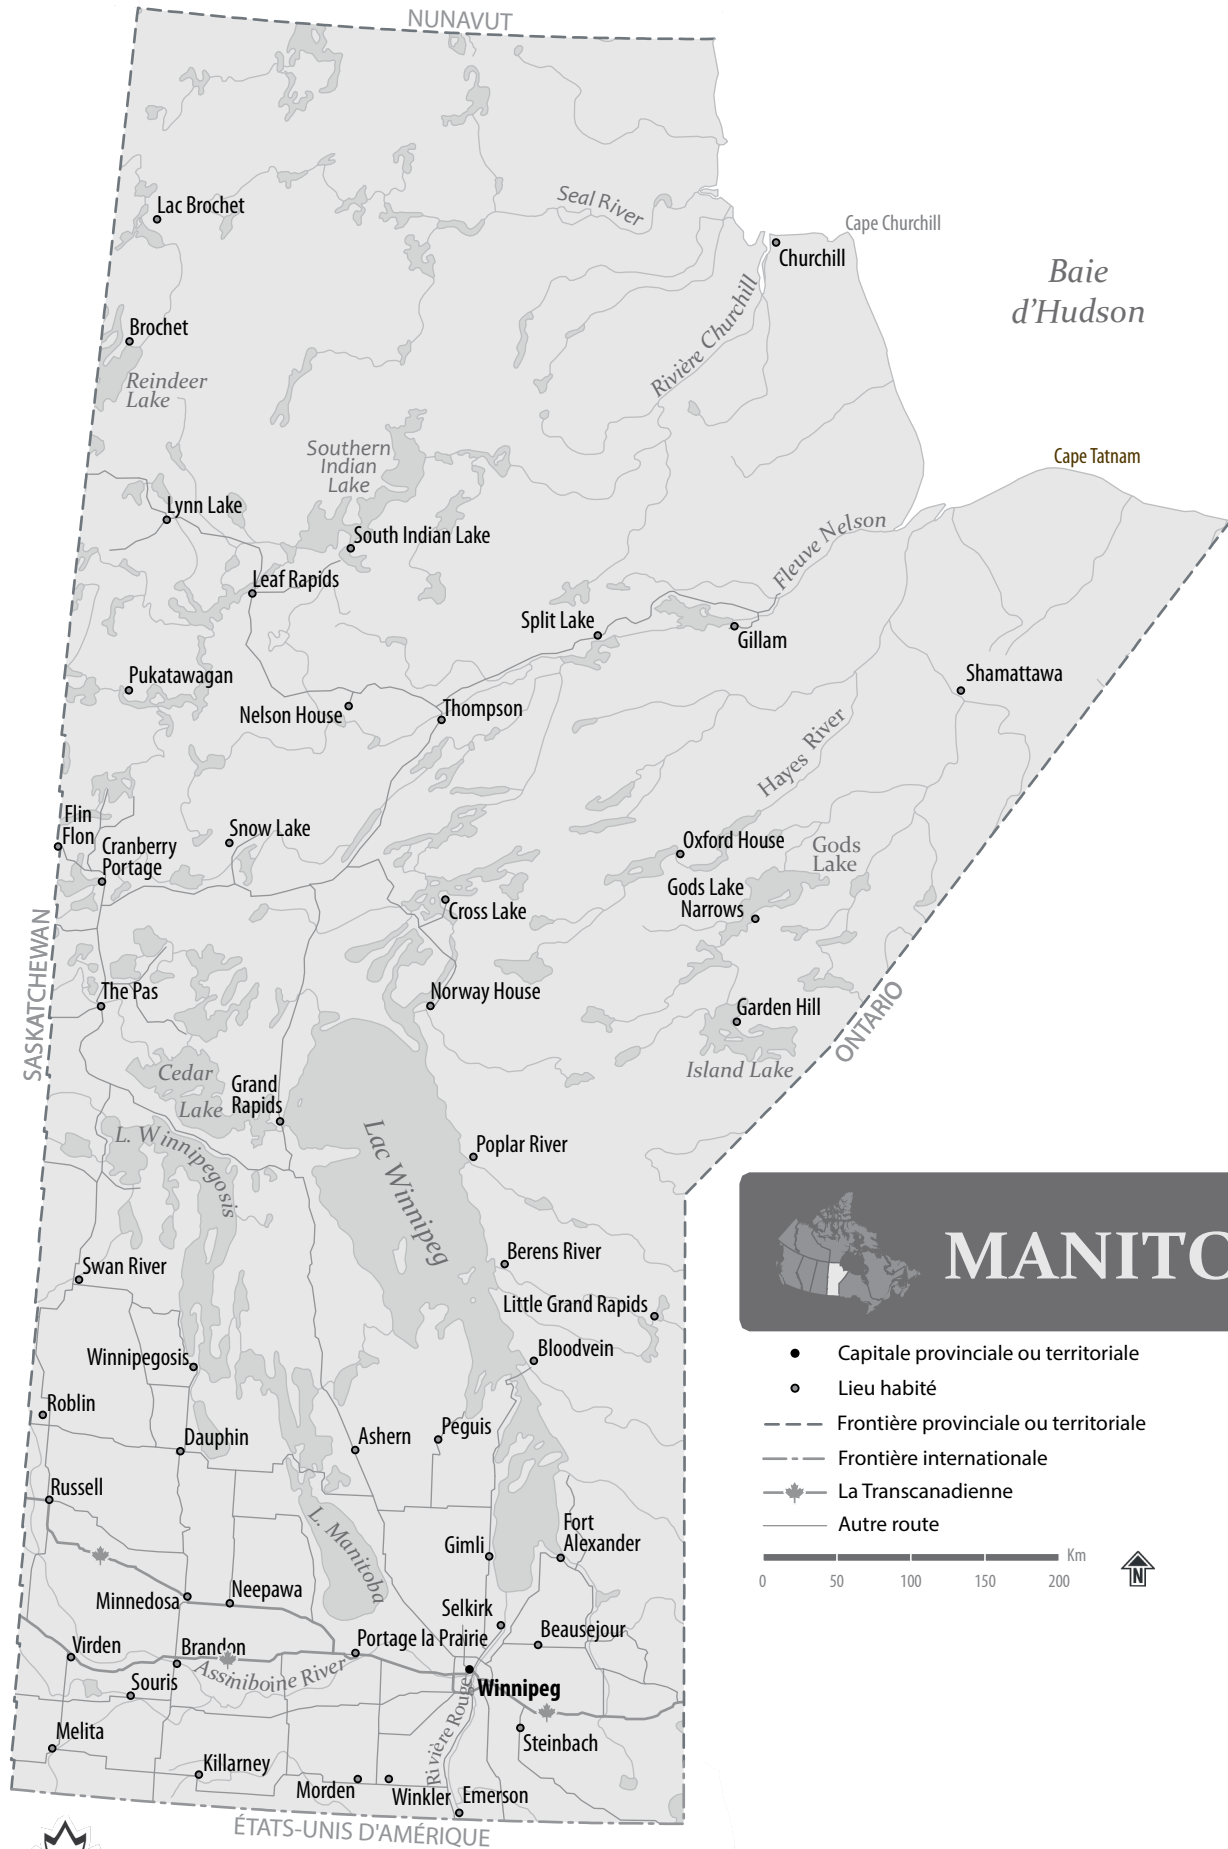 NUNAVUT
Lac Brochet
Seal River
Cape Churchill
Churchill
Baie
d'Hudson
Rivière Churchill
Brochet
Reindeer
Lake
Southern
Indian
Lake
Cape Tatnam
Lynn Lake
South Indian Lake
Fleuve Nelson
Leaf Rapids
Split Lake
Gillam
Pukatawagan
Shamattawa
Nelson House
Thompson
Hayes River
Flin
Flon
Cranberry
Portage
Snow Lake
Oxford House
Gods
Lake
Gods Lake
Narrows
Cross Lake
SASKATCHEWAN
The Pas
Norway House
Garden Hill
ONTARIO
Island Lake
Cedar
Lake
Grand
Rapids
L. Winnipegosis
Lac Winnipeg
Poplar River
MANITO
Swan River
Berens River
Little Grand Rapids
Winnipegosis
Bloodvein
Capitale provinciale ou territoriale
Lieu habité
Frontière provinciale ou territoriale
Frontière internationale
La Transcanadienne
Autre route
Km
0 50 100 150 200
N
Roblin
Dauphin
Ashern
Peguis
Russell
L. Manitoba
Gimli
Fort
Alexander
Minnedosa
Neepawa
Selkirk
Beausejour
Virden
Brandon
Portage la Prairie
Assiniboine River
Souris
Winnipeg
Rivière Rouge
Melita
Steinbach
Killarney
Morden
Winkler
Emerson
ÉTATS-UNIS D'AMÉRIQUE